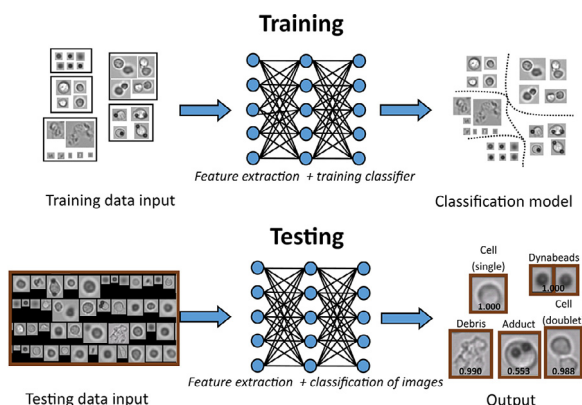 Training
Training data input
Feature extraction + training classifier
Classification model
Testing
Cell
(single)
1.000
Dynabeads
1.000
Debris
0.990
Adduct
0.553
Cell
(doublet)
0.988
Testing data input
Feature extraction + classification of images
Output